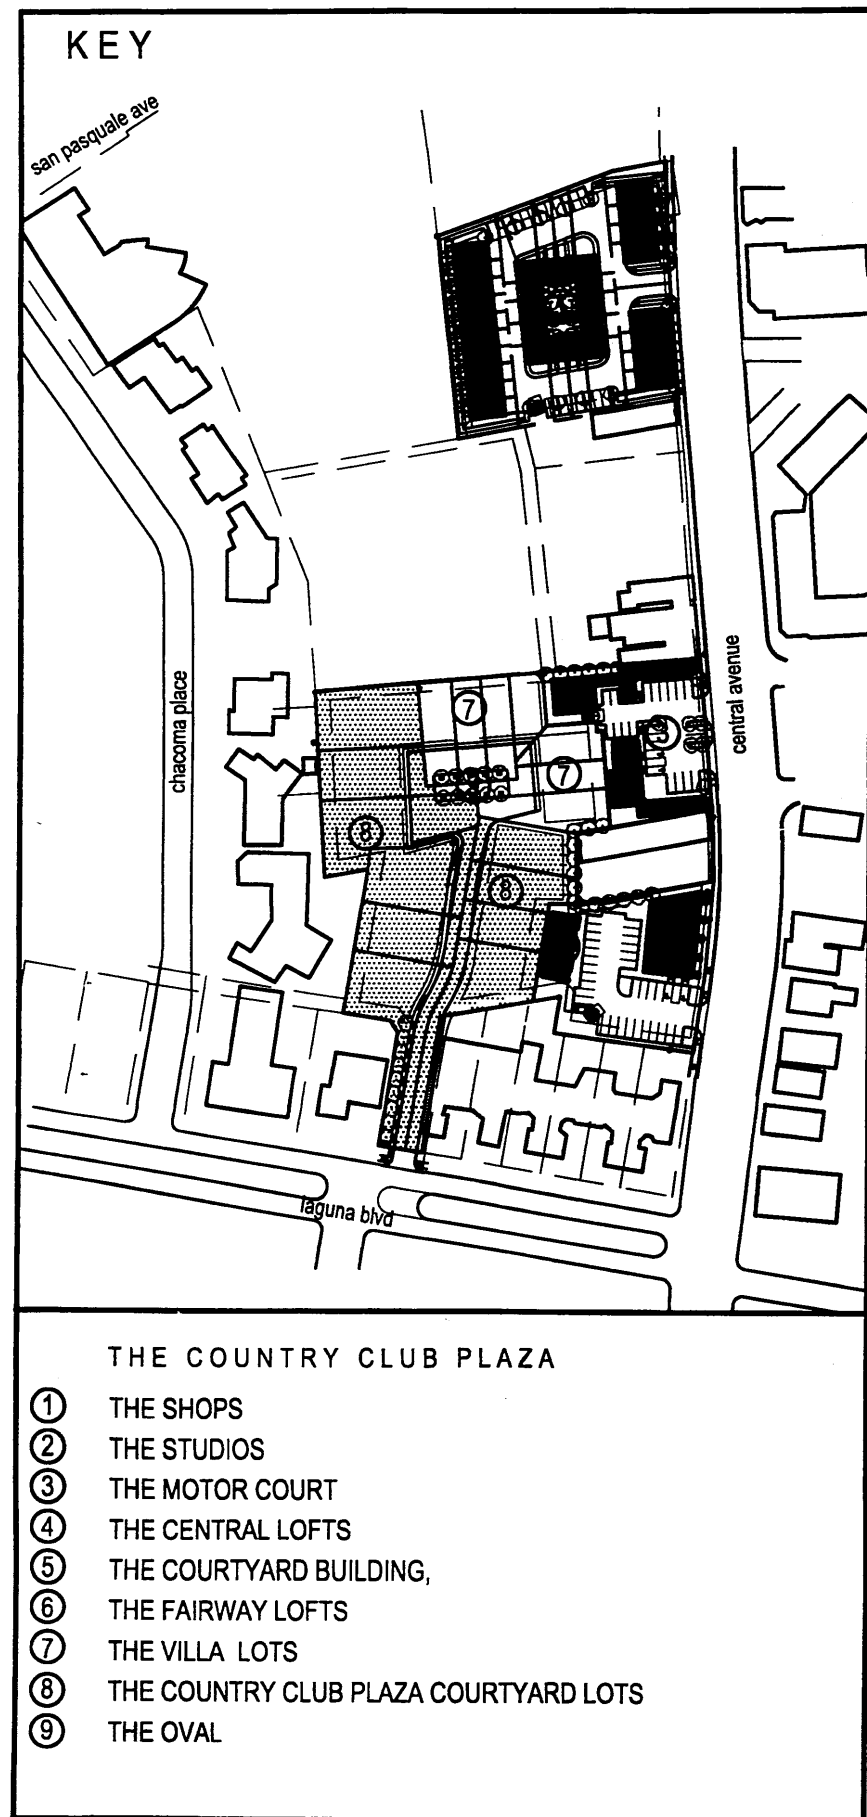 KEY
san pasquale ave
chacoma place
central avenue
7
7
8
8
laguna blvd
THE COUNTRY CLUB PLAZA
1 THE SHOPS
2 THE STUDIOS
3 THE MOTOR COURT
4 THE CENTRAL LOFTS
5 THE COURTYARD BUILDING,
6 THE FAIRWAY LOFTS
7 THE VILLA LOTS
8 THE COUNTRY CLUB PLAZA COURTYARD LOTS
9 THE OVAL